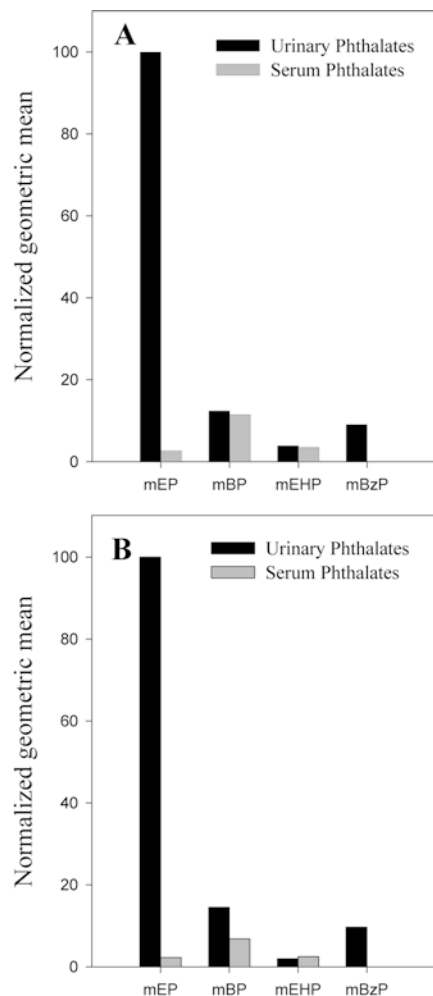 A
Urinary Phthalates
Serum Phthalates
Normalized geometric mean
100
80
60
40
20
0
mEP mBP mEHP mBzP
B
Urinary Phthalates
Serum Phthalates
Normalized geometric mean
100
80
60
40
20
0
mEP mBP mEHP mBzP